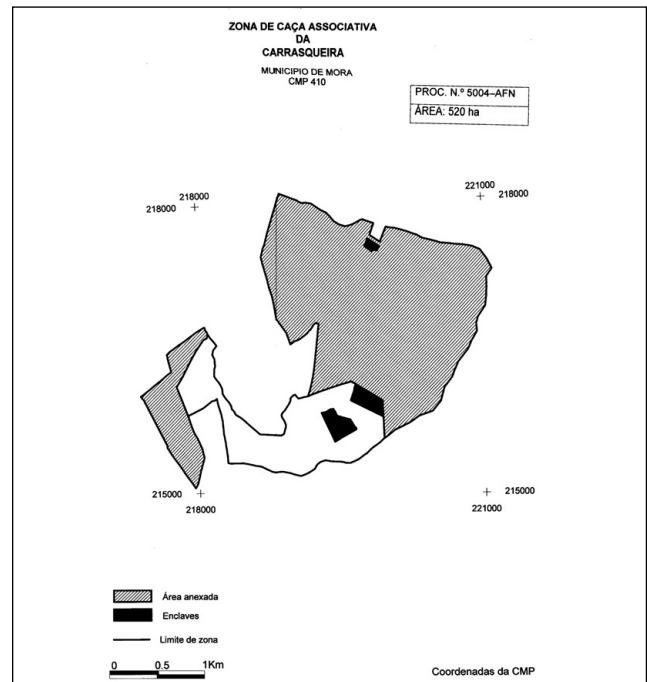 ZONA DE CAÇA ASSOCIATIVA
DA
CARRASQUEIRA
MUNICIPIO DE MORA
CMP 410
PROC. N.º 5004–AFN
ÁREA: 520 ha
218000
218000
221000
218000
215000
218000
215000
221000
Área anexada
Enclaves
Limite de zona
0 0.5 1Km
Coordenadas da CMP